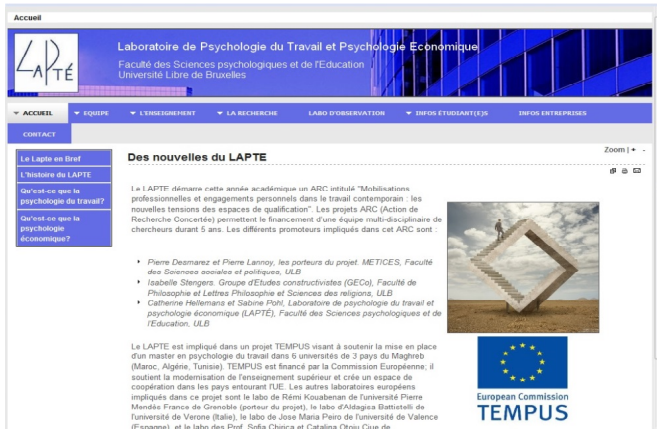 Accueil
LAPTÉ
Laboratoire de Psychologie du Travail et Psychologie Economique
Faculté des Sciences psychologiques et de l'Education
Université Libre de Bruxelles
ACCUEIL EQUIPE L'ENSEIGNEMENT LA RECHERCHE LABO D'OBSERVATION INFOS ÉTUDIANT(E)S INFOS ENTREPRISES
CONTACT
Zoom | + -
Le Lapte en Bref
L'histoire du LAPTE
Qu'est-ce que la
psychologie du travail?
Qu'est-ce que la
psychologie
économique?
Des nouvelles du LAPTE
Le LAPTE démarre cette année académique un ARC intitulé "Mobilisations
professionnelles et engagements personnels dans le travail contemporain : les
nouvelles tensions des espaces de qualification". Les projets ARC (Action de
Recherche Concertée) permettent le financement d'une équipe multi-disciplinaire de
chercheurs durant 5 ans. Les différents promoteurs impliqués dans cet ARC sont :
Pierre Desmarez et Pierre Lannoy, les porteurs du projet. METICES, Faculté
des Sciences sociales et politiques, ULB
Isabelle Stengers. Groupe d'Etudes constructivistes (GECo), Faculté de
Philosophie et Lettres Philosophie et Sciences des religions, ULB
Catherine Hellemans et Sabine Pohl, Laboratoire de psychologie du travail et
psychologie économique (LAPTÉ), Faculté des Sciences psychologiques et de
l'Education, ULB
Le LAPTE est impliqué dans un projet TEMPUS visant à soutenir la mise en place
d'un master en psychologie du travail dans 6 universités de 3 pays du Maghreb
(Maroc, Algérie, Tunisie). TEMPUS est financé par la Commission Européenne; il
soutient la modernisation de l'enseignement supérieur et crée un espace de
coopération dans les pays entourant l'UE. Les autres laboratoires européens
impliqués dans ce projet sont le labo de Rémi Kouabenan de l'université Pierre
Mendès France de Grenoble (porteur du projet), le labo d'Aldagisa Battistelli de
l'université de Verone (Italie), le labo de Jose Maria Peiro de l'université de Valence
(Espagne), et le labo des Prof. Sofia Chirica et Catalina Otoiu Cluj de
European Commission
TEMPUS